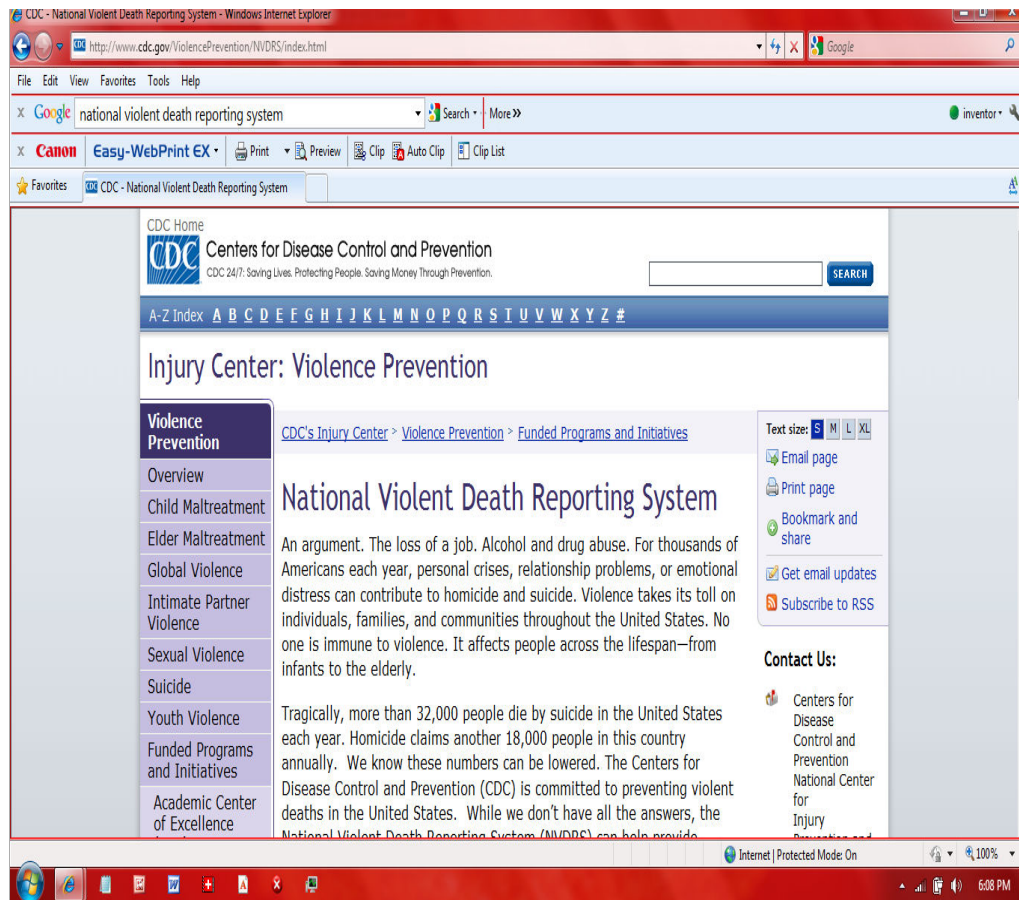 CDC - National Violent Death Reporting System - Windows Internet Explorer
http://www.cdc.gov/ViolencePrevention/NVDRS/index.html
Google
File Edit View Favorites Tools Help
x Google national violent death reporting system Search More» inventor
x Canon Easy-WebPrint EX Print Preview Clip Auto Clip Clip List
Favorites CDC - National Violent Death Reporting System
CDC Home
CDC Centers for Disease Control and Prevention
CDC 24/7: Saving Lives. Protecting People. Saving Money Through Prevention.
SEARCH
A-Z Index A B C D E F G H I J K L M N O P Q R S T U V W X Y Z #
Injury Center: Violence Prevention
Violence
Prevention
Overview
Child Maltreatment
Elder Maltreatment
Global Violence
Intimate Partner
Violence
Sexual Violence
Suicide
Youth Violence
Funded Programs
and Initiatives
Academic Center
of Excellence
CDC's Injury Center > Violence Prevention > Funded Programs and Initiatives
National Violent Death Reporting System
An argument. The loss of a job. Alcohol and drug abuse. For thousands of
Americans each year, personal crises, relationship problems, or emotional
distress can contribute to homicide and suicide. Violence takes its toll on
individuals, families, and communities throughout the United States. No
one is immune to violence. It affects people across the lifespan—from
infants to the elderly.
Tragically, more than 32,000 people die by suicide in the United States
each year. Homicide claims another 18,000 people in this country
annually.  We know these numbers can be lowered. The Centers for
Disease Control and Prevention (CDC) is committed to preventing violent
deaths in the United States.  While we don't have all the answers, the
National Violent Death Reporting System (NVDRS) can help provide
Text size: S M L XL
Email page
Print page
Bookmark and
share
Get email updates
Subscribe to RSS
Contact Us:
Centers for
Disease
Control and
Prevention
National Center
for
Injury
Prevention and
Internet | Protected Mode: On 100%
6:08 PM